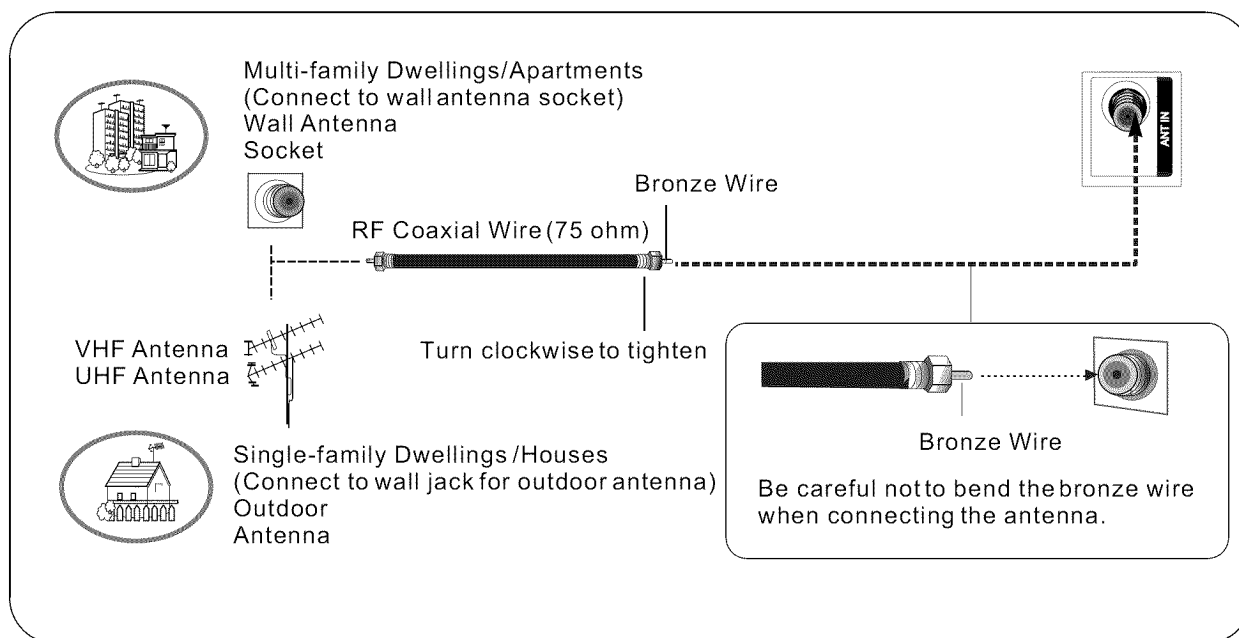 Multi-family Dwellings/Apartments
(Connect to wall antenna socket)
Wall Antenna
Socket
ANT IN
Bronze Wire
RF Coaxial Wire (75 ohm)
VHF Antenna
UHF Antenna
Turn clockwise to tighten
Single-family Dwellings /Houses
(Connect to wall jack for outdoor antenna)
Outdoor
Antenna
Bronze Wire
Be careful not to bend the bronze wire
when connecting the antenna.